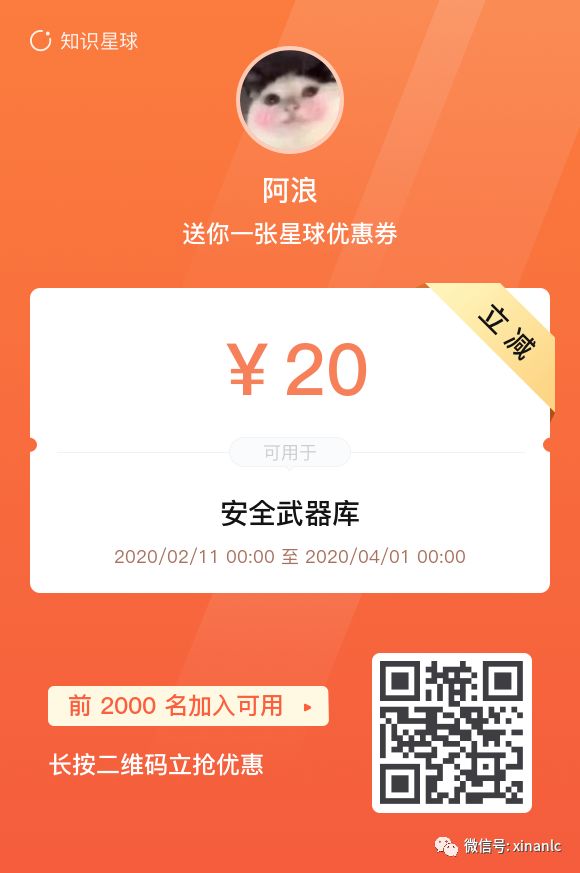 知识星球
阿浪
送你一张星球优惠券
立减
¥ 20
可用于
安全武器库
2020/02/11 00:00 至 2020/04/01 00:00
前 2000 名加入可用
长按二维码立抢优惠
微信号: xinanlc